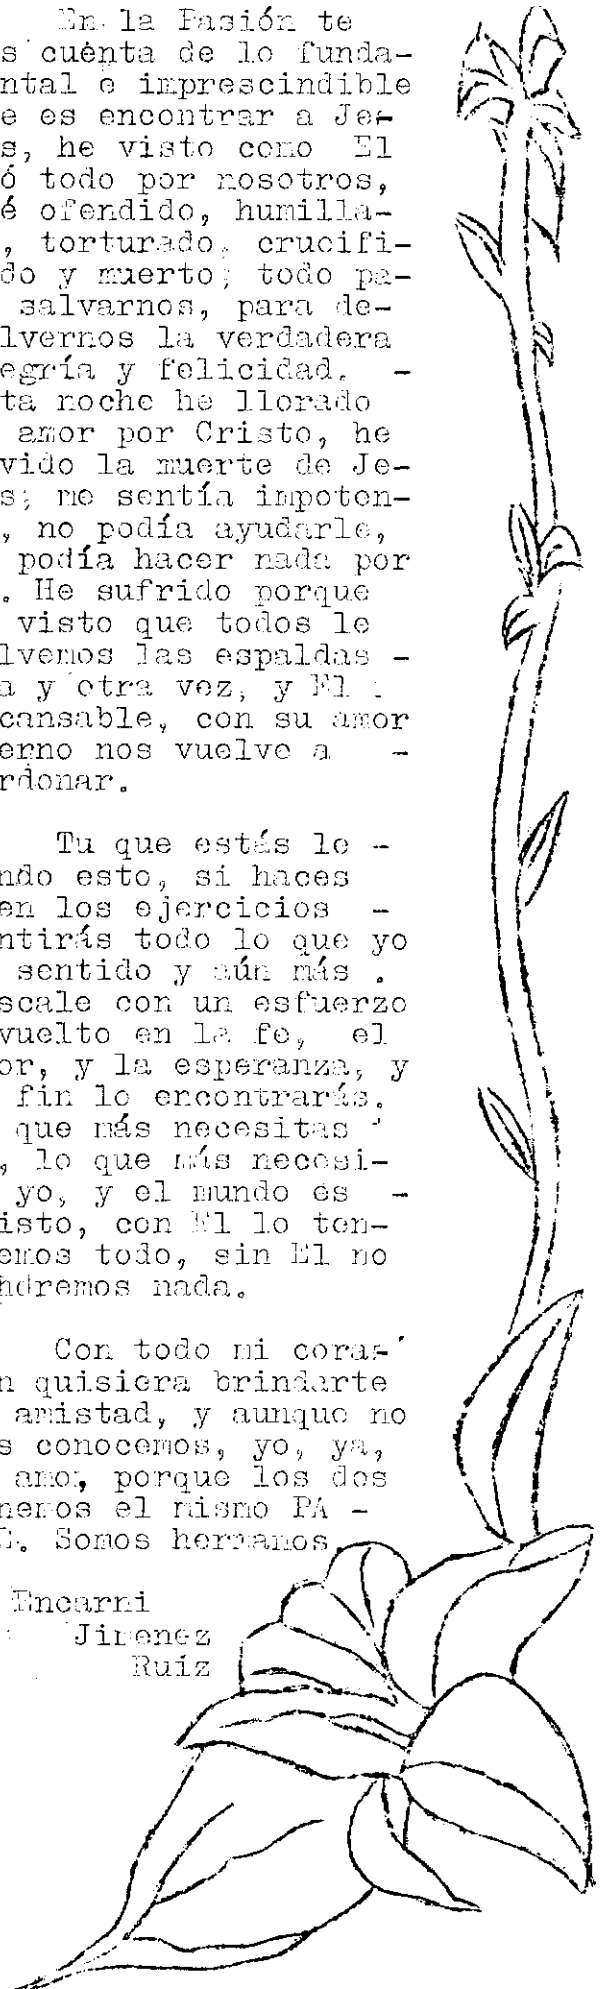 En la Pasión te
s cuenta de lo funda-
ntal e imprescindible
e es encontrar a Je-
s, he visto como El
ó todo por nosotros,
é ofendido, humilla-
, torturado, crucifi-
do y muerto; todo pa-
salvarnos, para de-
lvernos la verdadera
egría y felicidad. -
ta noche he llorado
amor por Cristo, he
vido la muerte de Je-
s; me sentía impoten-
, no podía ayudarle,
podía hacer nada por
. He sufrido porque
visto que todos le
lvemos las espaldas -
a y otra vez, y El
cansable, con su amor
erno nos vuelve a -
rdonar.
Tu que estás le -
ndo esto, si haces
en los ejercicios -
ntirás todo lo que yo
sentido y aún más .
scale con un esfuerzo
vuelto en la fe, el
or, y la esperanza, y
fin lo encontrarás.
que más necesitas
, lo que más necesi-
yo, y el mundo es -
isto, con El lo ten-
emos todo, sin El no
ndremos nada.
Con todo mi cora-
n quisiera brindarte
amistad, y aunque no
s conocemos, yo, ya,
amo, porque los dos
nemos el mismo PA -
E. Somos hermanos
Encarni
Jimenez
Ruíz